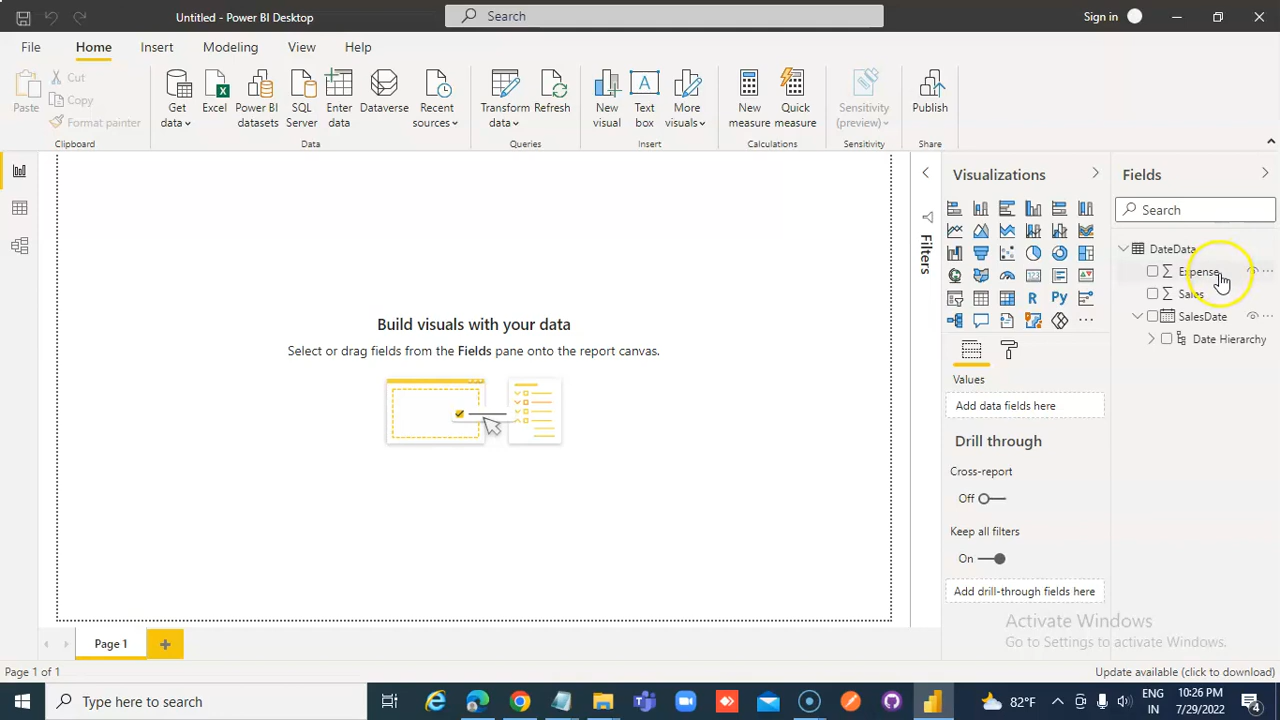 Untitled - Power BI Desktop
Search
Sign in
File
Home
Insert
Modeling
View
Help
Paste
Cut
Copy
Format painter
Clipboard
Get data
Excel
Power BI datasets
SQL Server
Enter data
Dataverse
Recent sources
Data
Transform data
Refresh
Queries
New visual
Text box
More visuals
Insert
New measure
Quick measure
Calculations
Sensitivity (preview)
Sensitivity
Publish
Share
Build visuals with your data
Select or drag fields from the Fields pane onto the report canvas.
Filters
Visualizations
R
Py
123
Values
Add data fields here
Drill through
Cross-report
Off
Keep all filters
On
Add drill-through fields here
Fields
Search
DateData
Expense
Sales
SalesDate
Date Hierarchy
Activate Windows
Go to Settings to activate Windows.
Page 1
Page 1 of 1
Update available (click to download)
Type here to search
82°F
ENG
IN
10:26 PM
7/29/2022
4